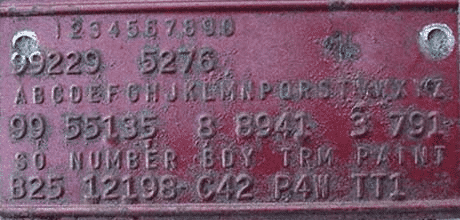 1234567890
99229 5276
ABCDEFGHJKLMNPQRSTVWXYZ
99 55135 8 8941 3 791
SO NUMBER BDY TRM PAINT
B25 12198 C42 P4W TT1